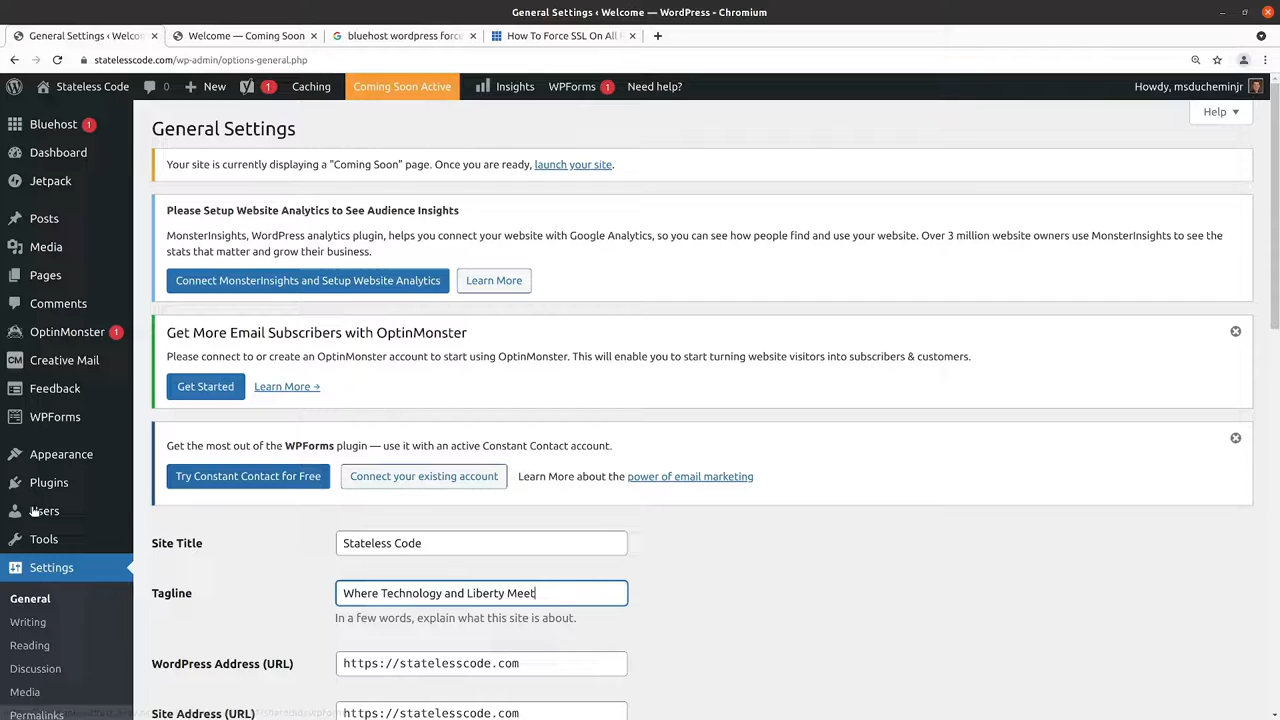 General Settings ‹ Welcome — WordPress - Chromium
General Settings ‹ Welcom
Welcome — Coming Soon
bluehost wordpress force
How To Force SSL On All
statelesscode.com/wp-admin/options-general.php
Stateless Code
0
New
1
Caching
Coming Soon Active
Insights
WPForms 1
Need help?
Howdy, msducheminjr
Bluehost 1
Dashboard
Jetpack
Posts
Media
Pages
Comments
OptinMonster 1
Creative Mail
Feedback
WPForms
Appearance
Plugins
Users
Tools
Settings
General
Writing
Reading
Discussion
Media
Permalinks
Help
General Settings
Your site is currently displaying a "Coming Soon" page. Once you are ready, launch your site.
Please Setup Website Analytics to See Audience Insights
MonsterInsights, WordPress analytics plugin, helps you connect your website with Google Analytics, so you can see how people find and use your website. Over 3 million website owners use MonsterInsights to see the
stats that matter and grow their business.
Connect MonsterInsights and Setup Website Analytics
Learn More
Get More Email Subscribers with OptinMonster
Please connect to or create an OptinMonster account to start using OptinMonster. This will enable you to start turning website visitors into subscribers & customers.
Get Started
Learn More →
Get the most out of the WPForms plugin — use it with an active Constant Contact account.
Try Constant Contact for Free
Connect your existing account
Learn More about the power of email marketing
Site Title
Stateless Code
Tagline
Where Technology and Liberty Meet
In a few words, explain what this site is about.
WordPress Address (URL)
https://statelesscode.com
Site Address (URL)
https://statelesscode.com